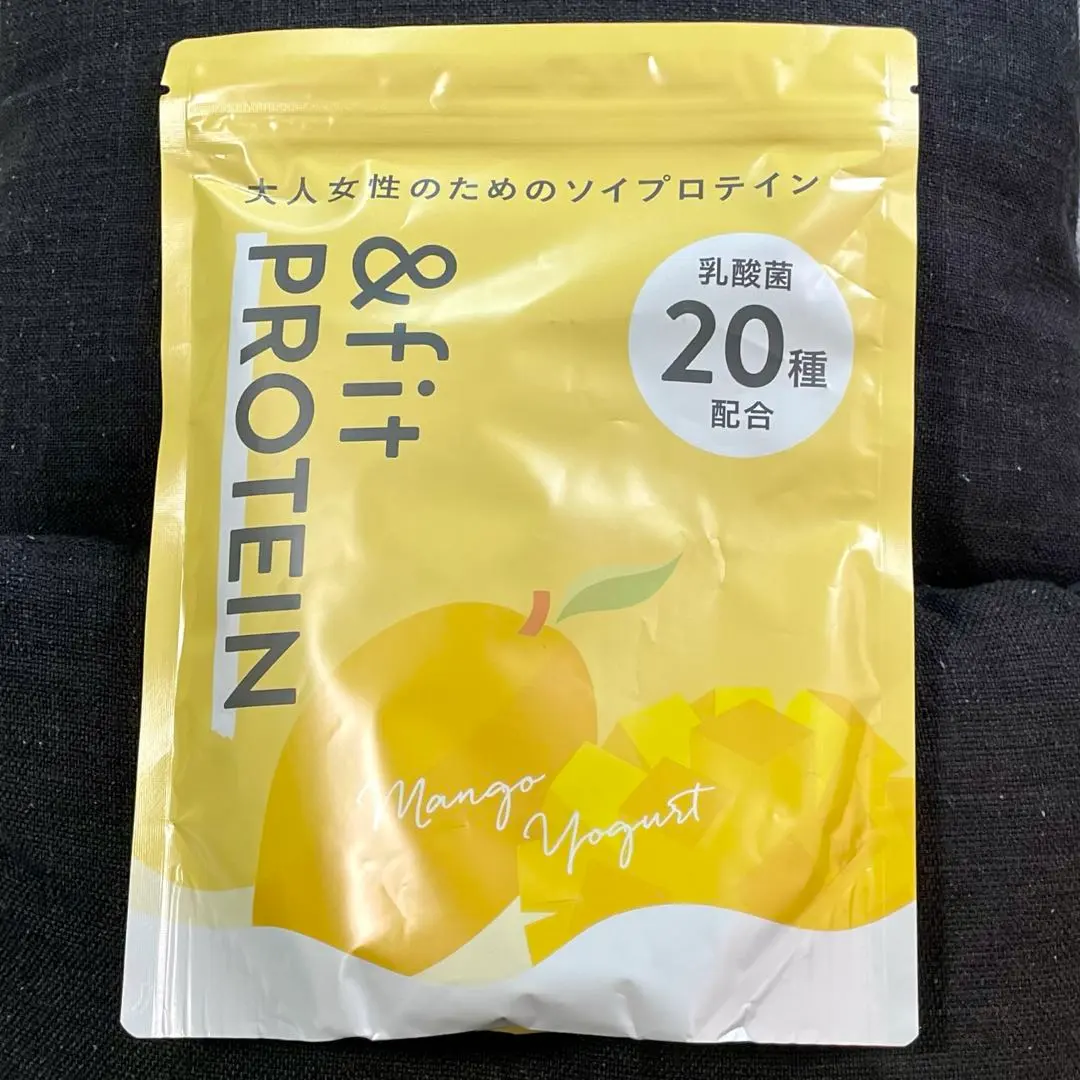 大人女性のためのソイプロテイン
&fit
PROTEIN
乳酸菌
20種
配合
Mango
Yogurt